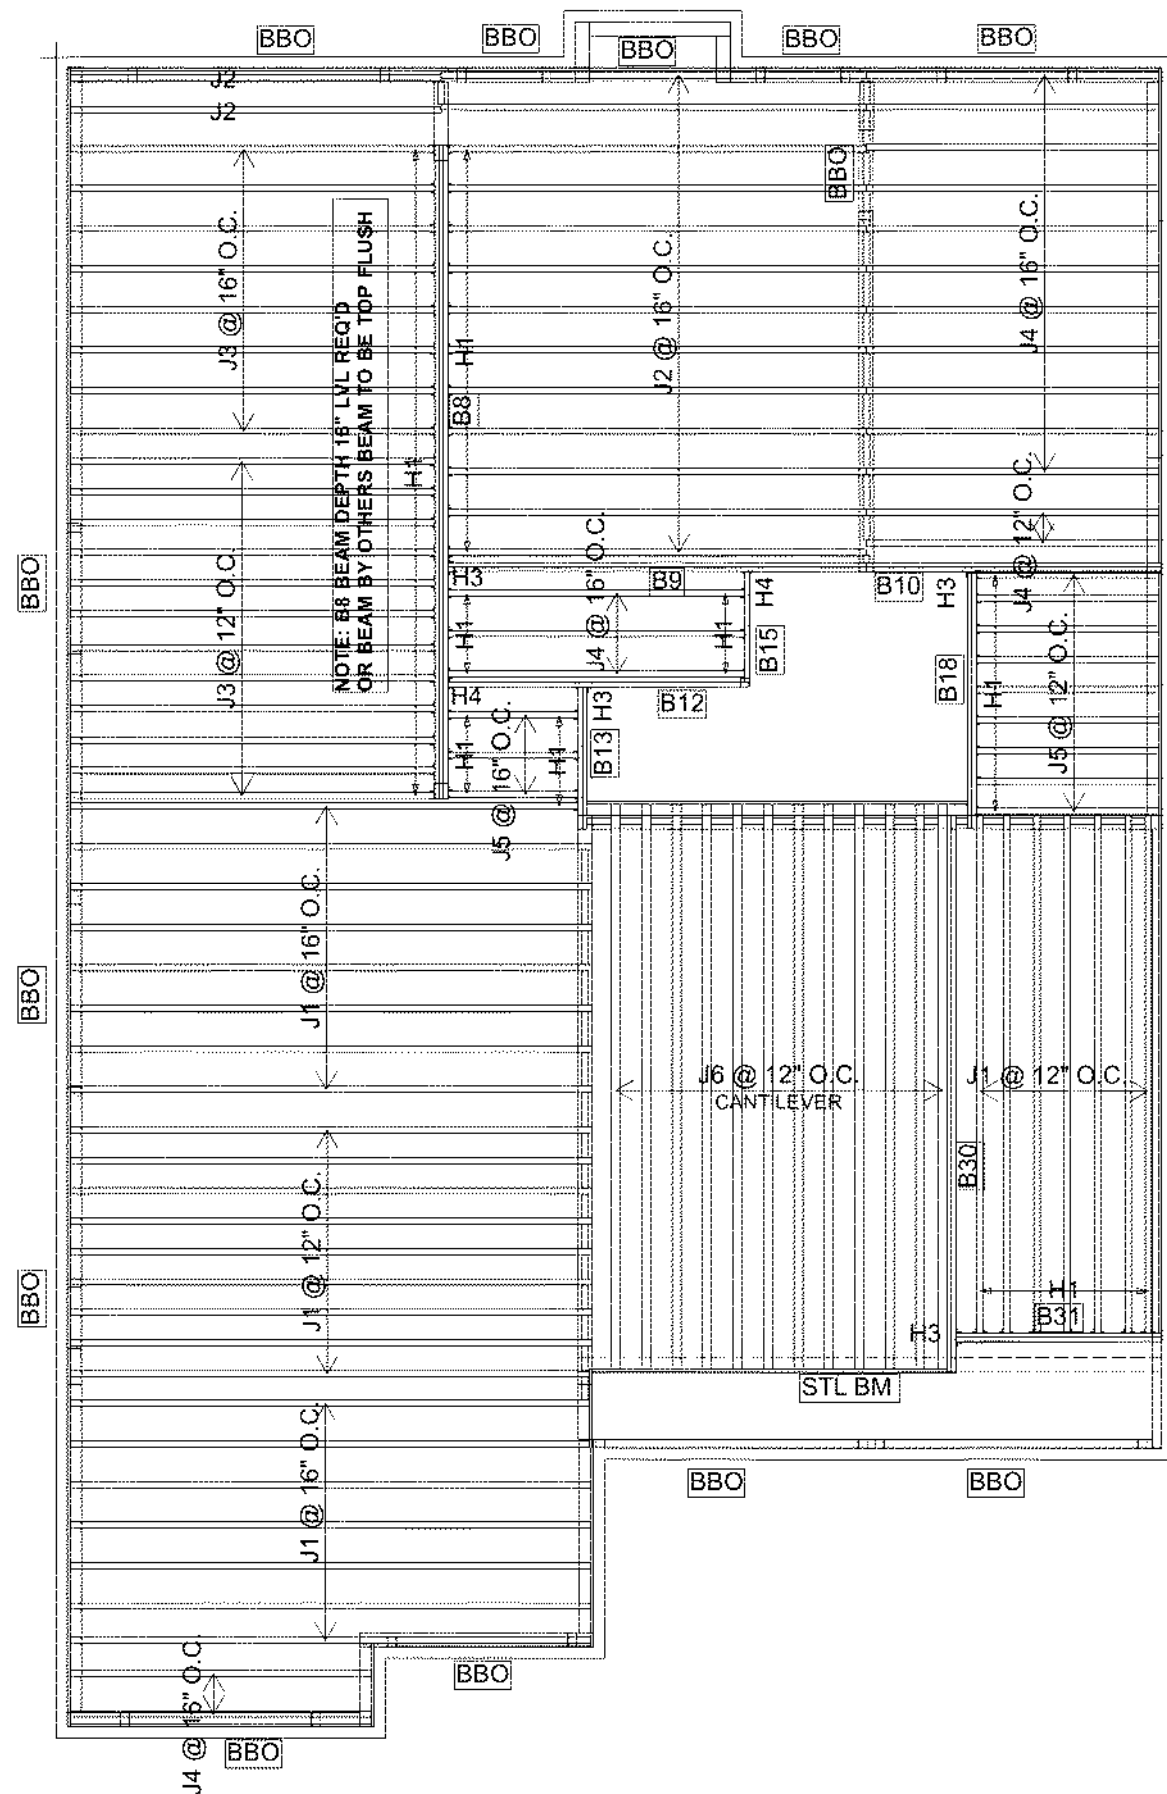 BBO
BBO
BBO
BBO
BBO
J2
J2
BBO
J3 @ 16" O.C.
J2 @ 16" O.C.
J4 @ 16" O.C.
NOTE: B8 BEAM DEPTH 16" LVL REQ'D
OR BEAM BY OTHERS BEAM TO BE TOP FLUSH
H1
B8
H1
J4 @ 12" O.C.
BBO
J3 @ 12" O.C.
H3
B9
H4
B10
H3
H1
J4 @ 16" O.C.
H1
B15
B18
H1
J5 @ 12" O.C.
H4
H3
B12
H1
J5 @ 16" O.C.
H1
B13
BBO
J1 @ 16" O.C.
J6 @ 12" O.C.
CANTILEVER
J1 @ 12" O.C.
B30
BBO
J1 @ 12" O.C.
H1
B31
H3
STL BM
J1 @ 16" O.C.
BBO
BBO
BBO
J4 @ 16" O.C.
BBO